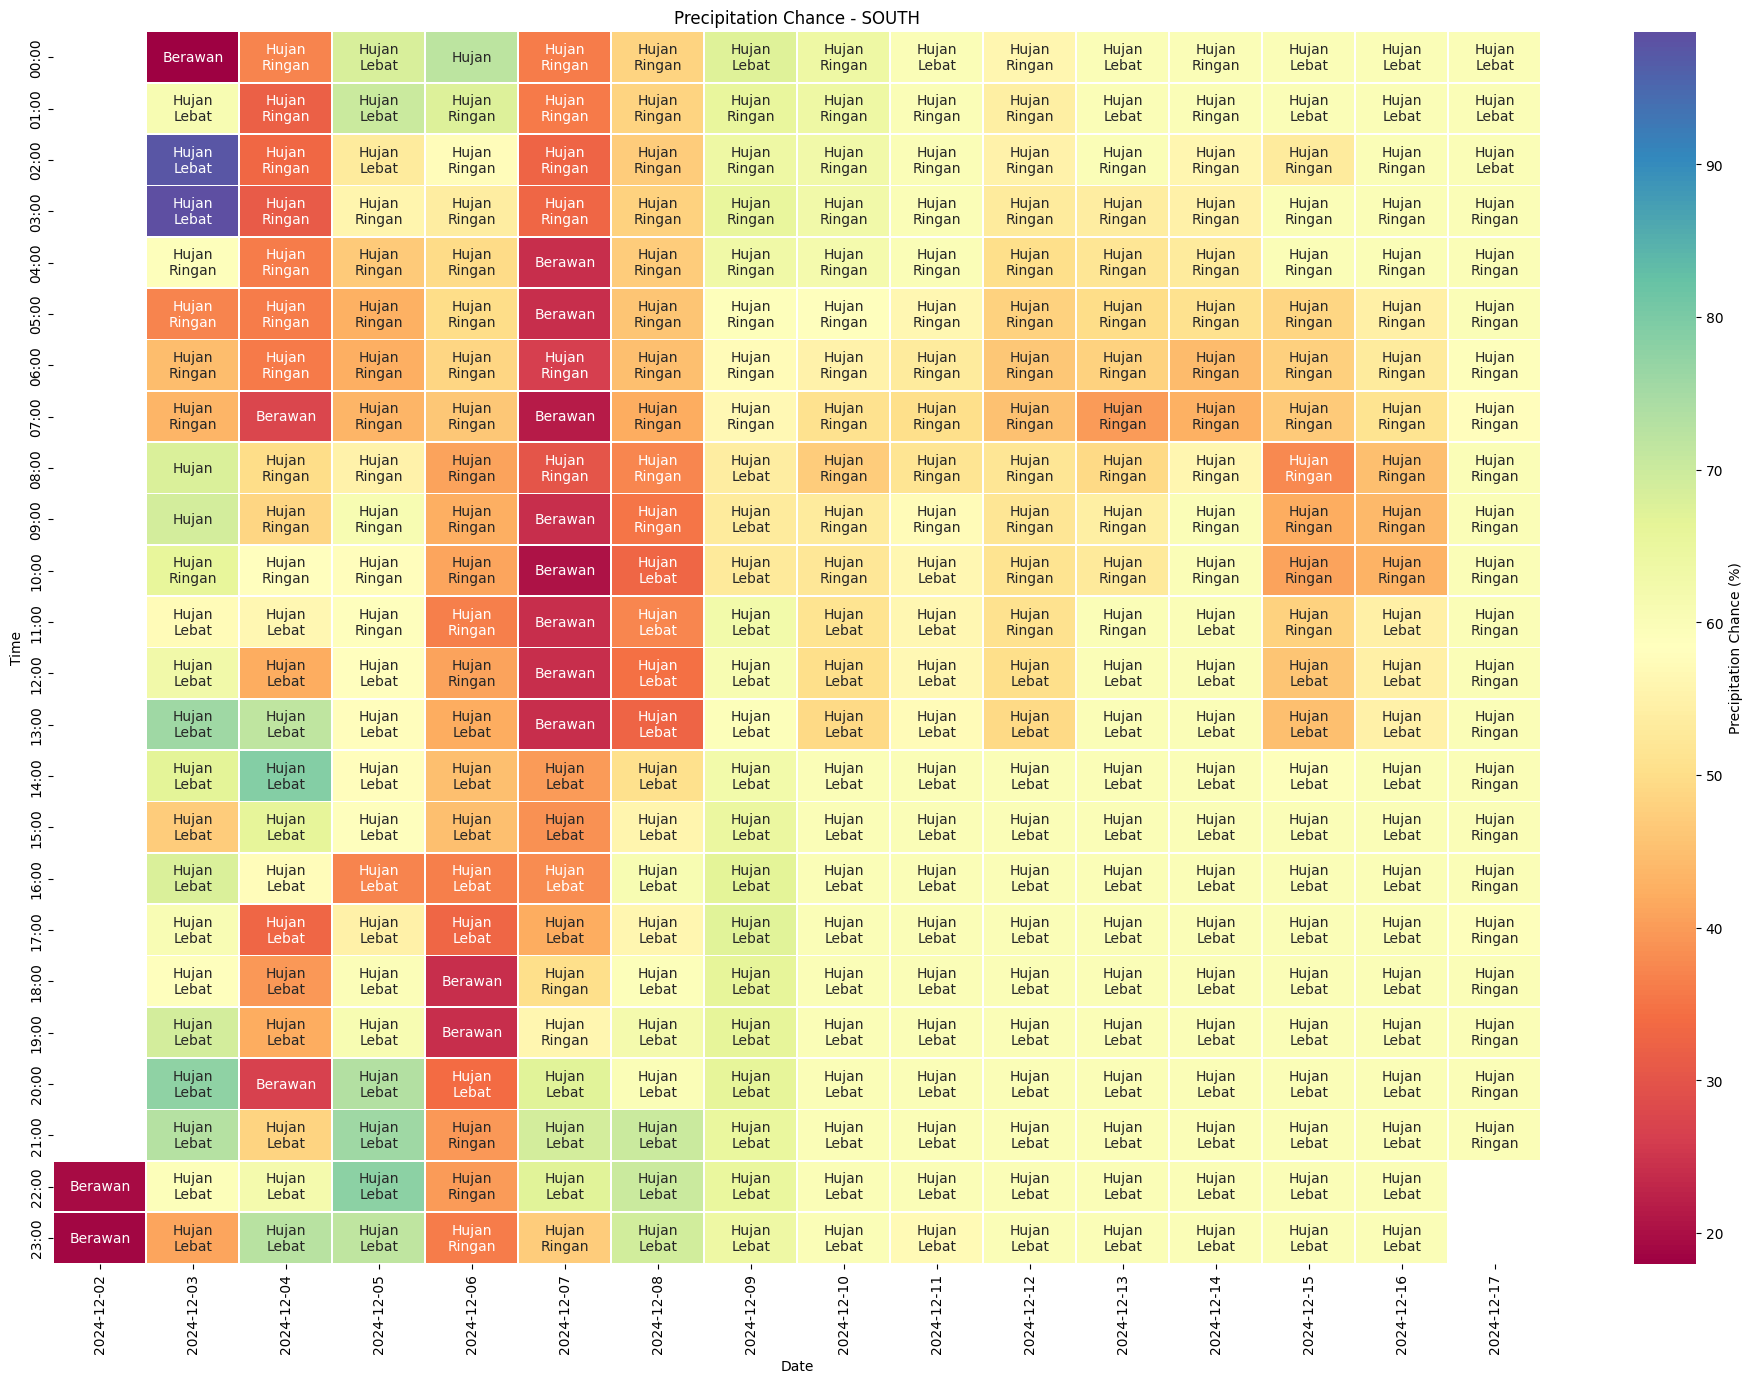 Precipitation Chance - SOUTH
00:00 Berawan Hujan Ringan Hujan Lebat Hujan Hujan Ringan Hujan Ringan Hujan Lebat Hujan Ringan Hujan Lebat Hujan Ringan Hujan Lebat Hujan Ringan Hujan Lebat Hujan Lebat Hujan Lebat
01:00 Hujan Lebat Hujan Ringan Hujan Lebat Hujan Ringan Hujan Ringan Hujan Ringan Hujan Ringan Hujan Ringan Hujan Ringan Hujan Ringan Hujan Lebat Hujan Ringan Hujan Lebat Hujan Lebat Hujan Lebat
02:00 Hujan Lebat Hujan Ringan Hujan Lebat Hujan Ringan Hujan Ringan Hujan Ringan Hujan Ringan Hujan Ringan Hujan Ringan Hujan Ringan Hujan Ringan Hujan Ringan Hujan Ringan Hujan Ringan Hujan Lebat
03:00 Hujan Lebat Hujan Ringan Hujan Ringan Hujan Ringan Hujan Ringan Hujan Ringan Hujan Ringan Hujan Ringan Hujan Ringan Hujan Ringan Hujan Ringan Hujan Ringan Hujan Ringan Hujan Ringan Hujan Ringan
04:00 Hujan Ringan Hujan Ringan Hujan Ringan Hujan Ringan Berawan Hujan Ringan Hujan Ringan Hujan Ringan Hujan Ringan Hujan Ringan Hujan Ringan Hujan Ringan Hujan Ringan Hujan Ringan Hujan Ringan
05:00 Hujan Ringan Hujan Ringan Hujan Ringan Hujan Ringan Berawan Hujan Ringan Hujan Ringan Hujan Ringan Hujan Ringan Hujan Ringan Hujan Ringan Hujan Ringan Hujan Ringan Hujan Ringan Hujan Ringan
06:00 Hujan Ringan Hujan Ringan Hujan Ringan Hujan Ringan Hujan Ringan Hujan Ringan Hujan Ringan Hujan Ringan Hujan Ringan Hujan Ringan Hujan Ringan Hujan Ringan Hujan Ringan Hujan Ringan Hujan Ringan
07:00 Hujan Ringan Berawan Hujan Ringan Hujan Ringan Berawan Hujan Ringan Hujan Ringan Hujan Ringan Hujan Ringan Hujan Ringan Hujan Ringan Hujan Ringan Hujan Ringan Hujan Ringan Hujan Ringan
08:00 Hujan Hujan Ringan Hujan Ringan Hujan Ringan Hujan Ringan Hujan Ringan Hujan Lebat Hujan Ringan Hujan Ringan Hujan Ringan Hujan Ringan Hujan Ringan Hujan Ringan Hujan Ringan Hujan Ringan
09:00 Hujan Hujan Ringan Hujan Ringan Hujan Ringan Berawan Hujan Ringan Hujan Lebat Hujan Ringan Hujan Ringan Hujan Ringan Hujan Ringan Hujan Ringan Hujan Ringan Hujan Ringan Hujan Ringan
10:00 Hujan Ringan Hujan Ringan Hujan Ringan Hujan Ringan Berawan Hujan Lebat Hujan Lebat Hujan Ringan Hujan Lebat Hujan Ringan Hujan Ringan Hujan Ringan Hujan Ringan Hujan Ringan Hujan Ringan
11:00 Hujan Lebat Hujan Lebat Hujan Ringan Hujan Ringan Berawan Hujan Lebat Hujan Lebat Hujan Lebat Hujan Lebat Hujan Ringan Hujan Ringan Hujan Lebat Hujan Ringan Hujan Lebat Hujan Ringan
12:00 Hujan Lebat Hujan Lebat Hujan Lebat Hujan Ringan Berawan Hujan Lebat Hujan Lebat Hujan Lebat Hujan Lebat Hujan Lebat Hujan Lebat Hujan Lebat Hujan Lebat Hujan Lebat Hujan Ringan
13:00 Hujan Lebat Hujan Lebat Hujan Lebat Hujan Lebat Berawan Hujan Lebat Hujan Lebat Hujan Lebat Hujan Lebat Hujan Lebat Hujan Lebat Hujan Lebat Hujan Lebat Hujan Lebat Hujan Ringan
14:00 Hujan Lebat Hujan Lebat Hujan Lebat Hujan Lebat Hujan Lebat Hujan Lebat Hujan Lebat Hujan Lebat Hujan Lebat Hujan Lebat Hujan Lebat Hujan Lebat Hujan Lebat Hujan Lebat Hujan Ringan
15:00 Hujan Lebat Hujan Lebat Hujan Lebat Hujan Lebat Hujan Lebat Hujan Lebat Hujan Lebat Hujan Lebat Hujan Lebat Hujan Lebat Hujan Lebat Hujan Lebat Hujan Lebat Hujan Lebat Hujan Ringan
16:00 Hujan Lebat Hujan Lebat Hujan Lebat Hujan Lebat Hujan Lebat Hujan Lebat Hujan Lebat Hujan Lebat Hujan Lebat Hujan Lebat Hujan Lebat Hujan Lebat Hujan Lebat Hujan Lebat Hujan Ringan
17:00 Hujan Lebat Hujan Lebat Hujan Lebat Hujan Lebat Hujan Lebat Hujan Lebat Hujan Lebat Hujan Lebat Hujan Lebat Hujan Lebat Hujan Lebat Hujan Lebat Hujan Lebat Hujan Lebat Hujan Ringan
18:00 Hujan Lebat Hujan Lebat Hujan Lebat Berawan Hujan Ringan Hujan Lebat Hujan Lebat Hujan Lebat Hujan Lebat Hujan Lebat Hujan Lebat Hujan Lebat Hujan Lebat Hujan Lebat Hujan Ringan
19:00 Hujan Lebat Hujan Lebat Hujan Lebat Berawan Hujan Ringan Hujan Lebat Hujan Lebat Hujan Lebat Hujan Lebat Hujan Lebat Hujan Lebat Hujan Lebat Hujan Lebat Hujan Lebat Hujan Ringan
20:00 Hujan Lebat Berawan Hujan Lebat Hujan Lebat Hujan Lebat Hujan Lebat Hujan Lebat Hujan Lebat Hujan Lebat Hujan Lebat Hujan Lebat Hujan Lebat Hujan Lebat Hujan Lebat Hujan Ringan
21:00 Hujan Lebat Hujan Lebat Hujan Lebat Hujan Ringan Hujan Lebat Hujan Lebat Hujan Lebat Hujan Lebat Hujan Lebat Hujan Lebat Hujan Lebat Hujan Lebat Hujan Lebat Hujan Lebat Hujan Ringan
22:00 Berawan Hujan Lebat Hujan Lebat Hujan Lebat Hujan Ringan Hujan Lebat Hujan Lebat Hujan Lebat Hujan Lebat Hujan Lebat Hujan Lebat Hujan Lebat Hujan Lebat Hujan Lebat Hujan Lebat
23:00 Berawan Hujan Lebat Hujan Lebat Hujan Lebat Hujan Ringan Hujan Ringan Hujan Lebat Hujan Lebat Hujan Lebat Hujan Lebat Hujan Lebat Hujan Lebat Hujan Lebat Hujan Lebat Hujan Lebat
2024-12-02 2024-12-03 2024-12-04 2024-12-05 2024-12-06 2024-12-07 2024-12-08 2024-12-09 2024-12-10 2024-12-11 2024-12-12 2024-12-13 2024-12-14 2024-12-15 2024-12-16 2024-12-17
Time
Date
90
80
70
60
50
40
30
20
Precipitation Chance (%)